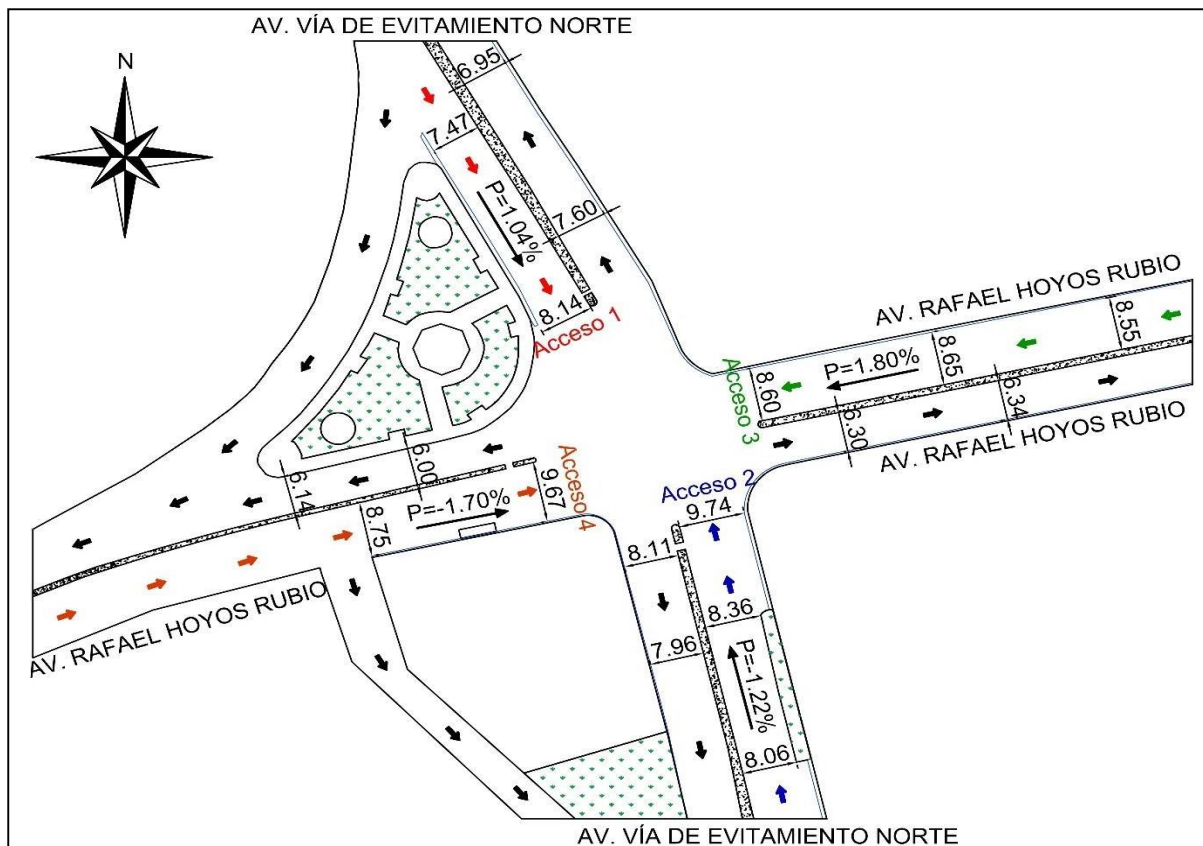 AV. VÍA DE EVITAMIENTO NORTE
N
6.95
7.47
P=1.04%
7.60
8.14
Acceso 1
AV. RAFAEL HOYOS RUBIO
8.55
8.65
P=1.80%
8.60
Acceso 3
6.34
6.30
AV. RAFAEL HOYOS RUBIO
6.00
6.14
Acceso 4
9.67
P=-1.70%
8.75
AV. RAFAEL HOYOS RUBIO
Acceso 2
9.74
8.11
8.36
7.96
P=-1.22%
8.06
AV. VÍA DE EVITAMIENTO NORTE